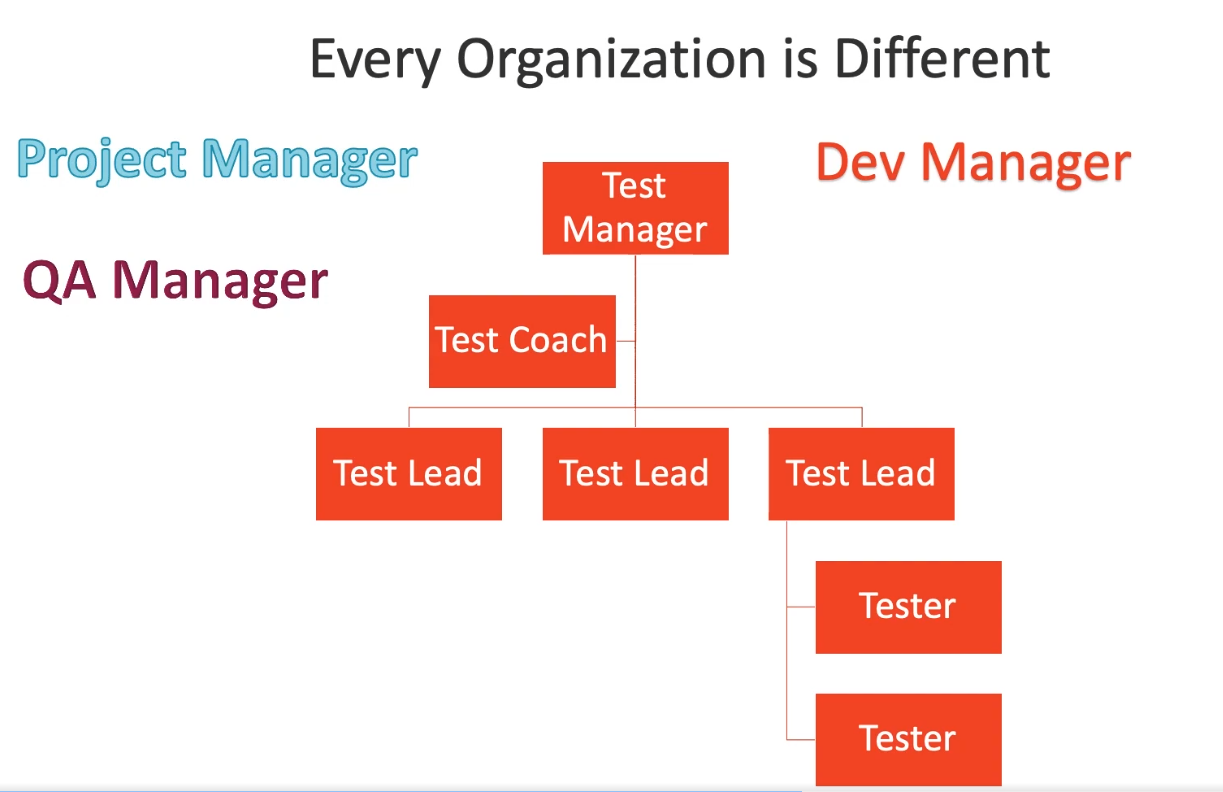 Every Organization is Different
Project Manager
Dev Manager
Test
Manager
QA Manager
Test Coach
Test Lead
Test Lead
Test Lead
Tester
Tester